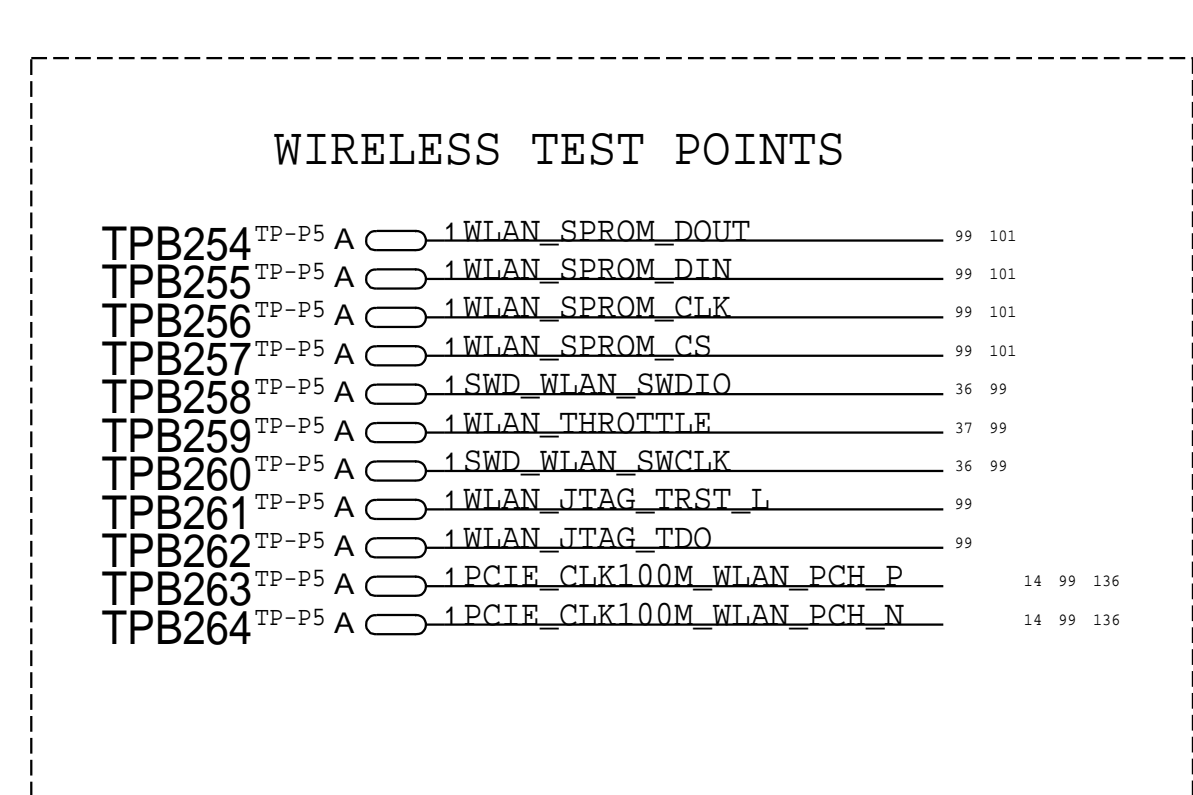 WIRELESS TEST POINTS
TPB254 TP-P5 A 1 WLAN_SPROM_DOUT 99 101
TPB255 TP-P5 A 1 WLAN_SPROM_DIN 99 101
TPB256 TP-P5 A 1 WLAN_SPROM_CLK 99 101
TPB257 TP-P5 A 1 WLAN_SPROM_CS 99 101
TPB258 TP-P5 A 1 SWD_WLAN_SWDIO 36 99
TPB259 TP-P5 A 1 WLAN_THROTTLE 37 99
TPB260 TP-P5 A 1 SWD_WLAN_SWCLK 36 99
TPB261 TP-P5 A 1 WLAN_JTAG_TRST_L 99
TPB262 TP-P5 A 1 WLAN_JTAG_TDO 99
TPB263 TP-P5 A 1 PCIE_CLK100M_WLAN_PCH_P 14 99 136
TPB264 TP-P5 A 1 PCIE_CLK100M_WLAN_PCH_N 14 99 136